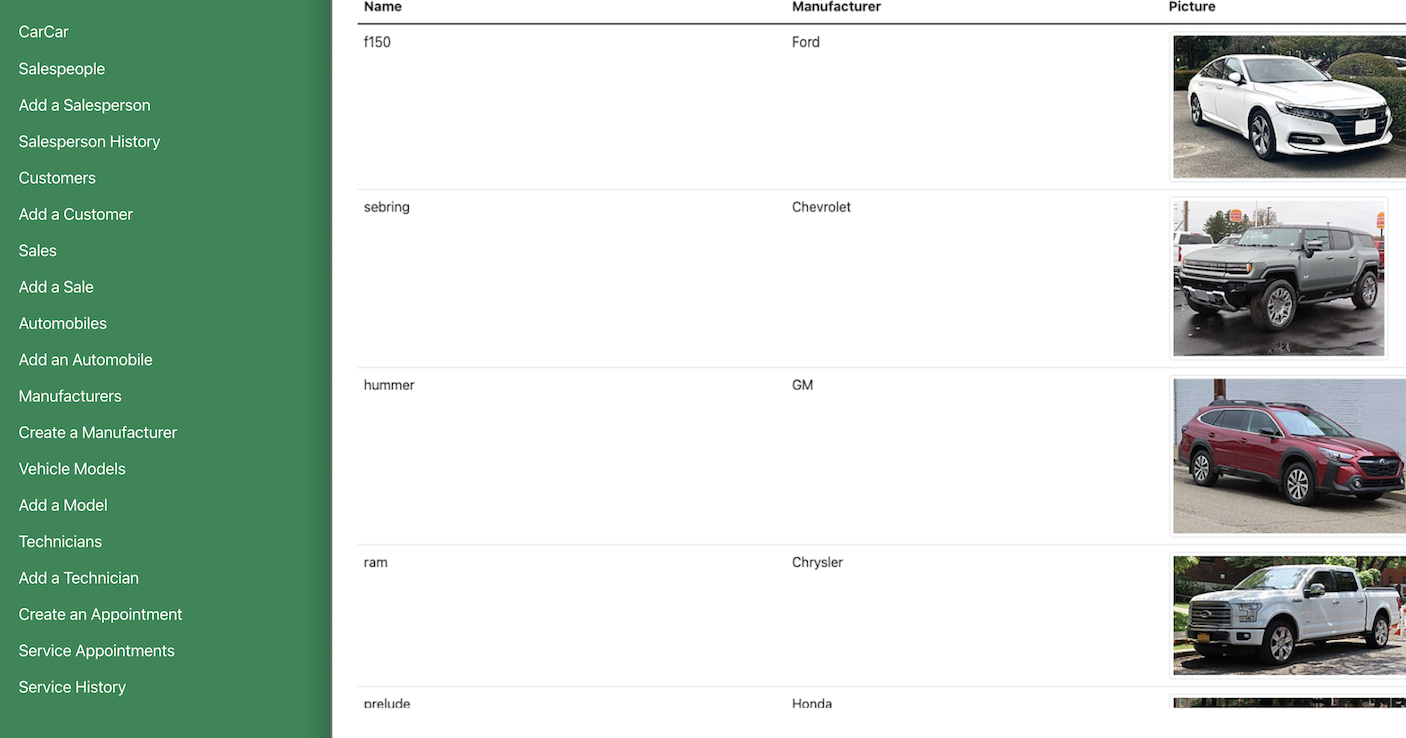 CarCar
Salespeople
Add a Salesperson
Salesperson History
Customers
Add a Customer
Sales
Add a Sale
Automobiles
Add an Automobile
Manufacturers
Create a Manufacturer
Vehicle Models
Add a Model
Technicians
Add a Technician
Create an Appointment
Service Appointments
Service History
Name Manufacturer Picture
f150 Ford
sebring Chevrolet
hummer GM
ram Chrysler
prelude Honda